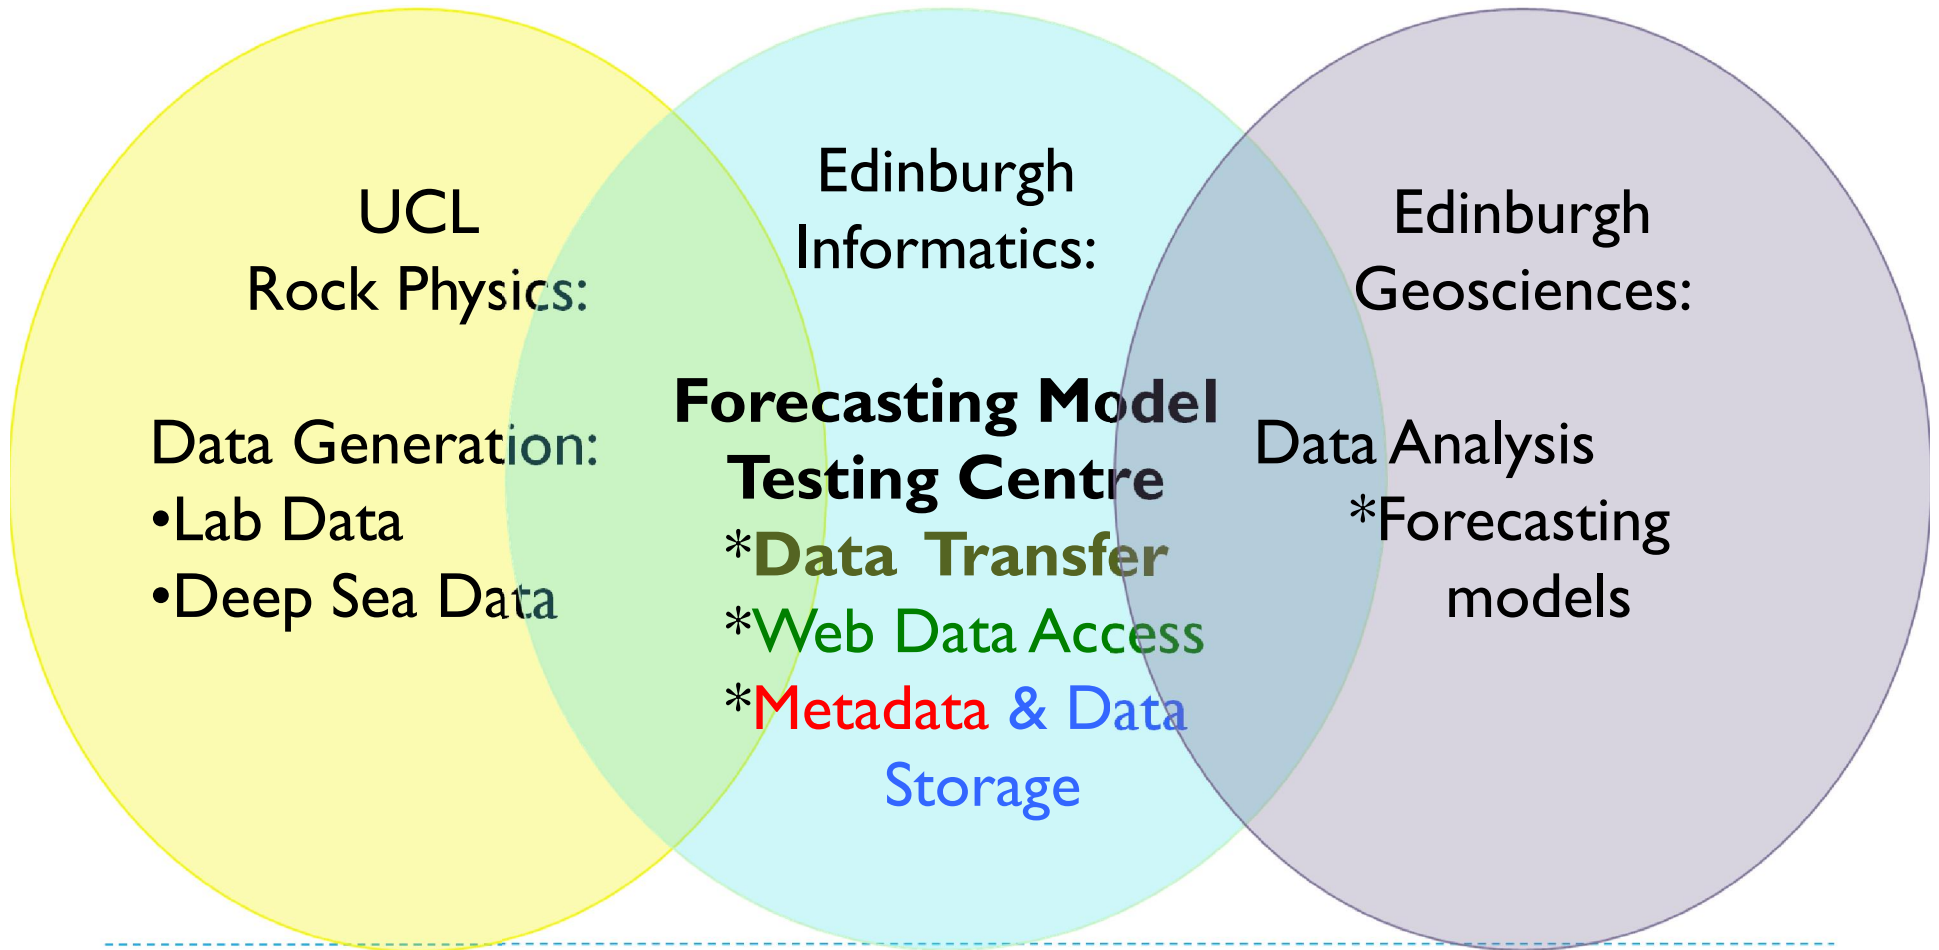 UCL
Rock Physics:
Data Generation:
•Lab Data
•Deep Sea Data
Edinburgh
Informatics:
Forecasting Model
Testing Centre
*Data Transfer
*Web Data Access
*Metadata & Data
Storage
Edinburgh
Geosciences:
Data Analysis
*Forecasting
models